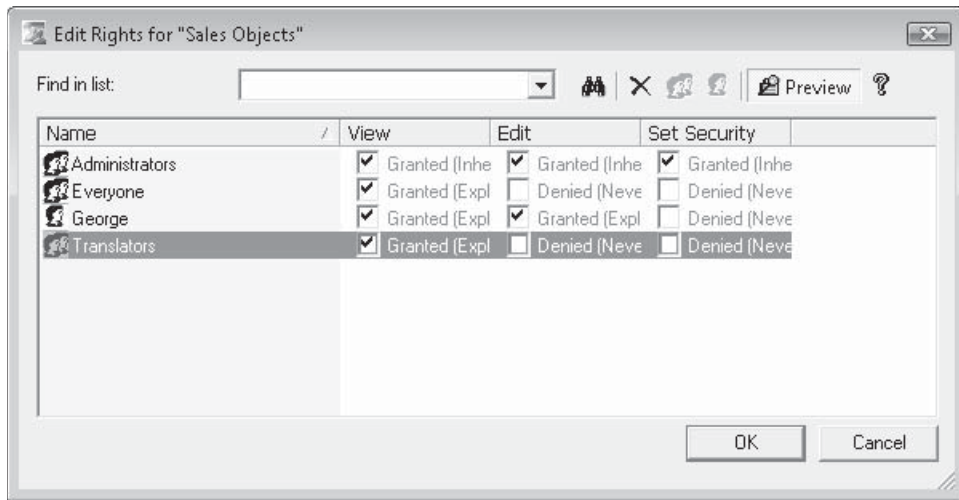 Edit Rights for "Sales Objects"
Find in list: Preview
Name / View Edit Set Security
Administrators Granted (Inhe Granted (Inhe Granted (Inhe
Everyone Granted (Expl Denied (Neve Denied (Neve
George Granted (Expl Granted (Expl Denied (Neve
Translators Granted (Expl Denied (Neve Denied (Neve
OK Cancel